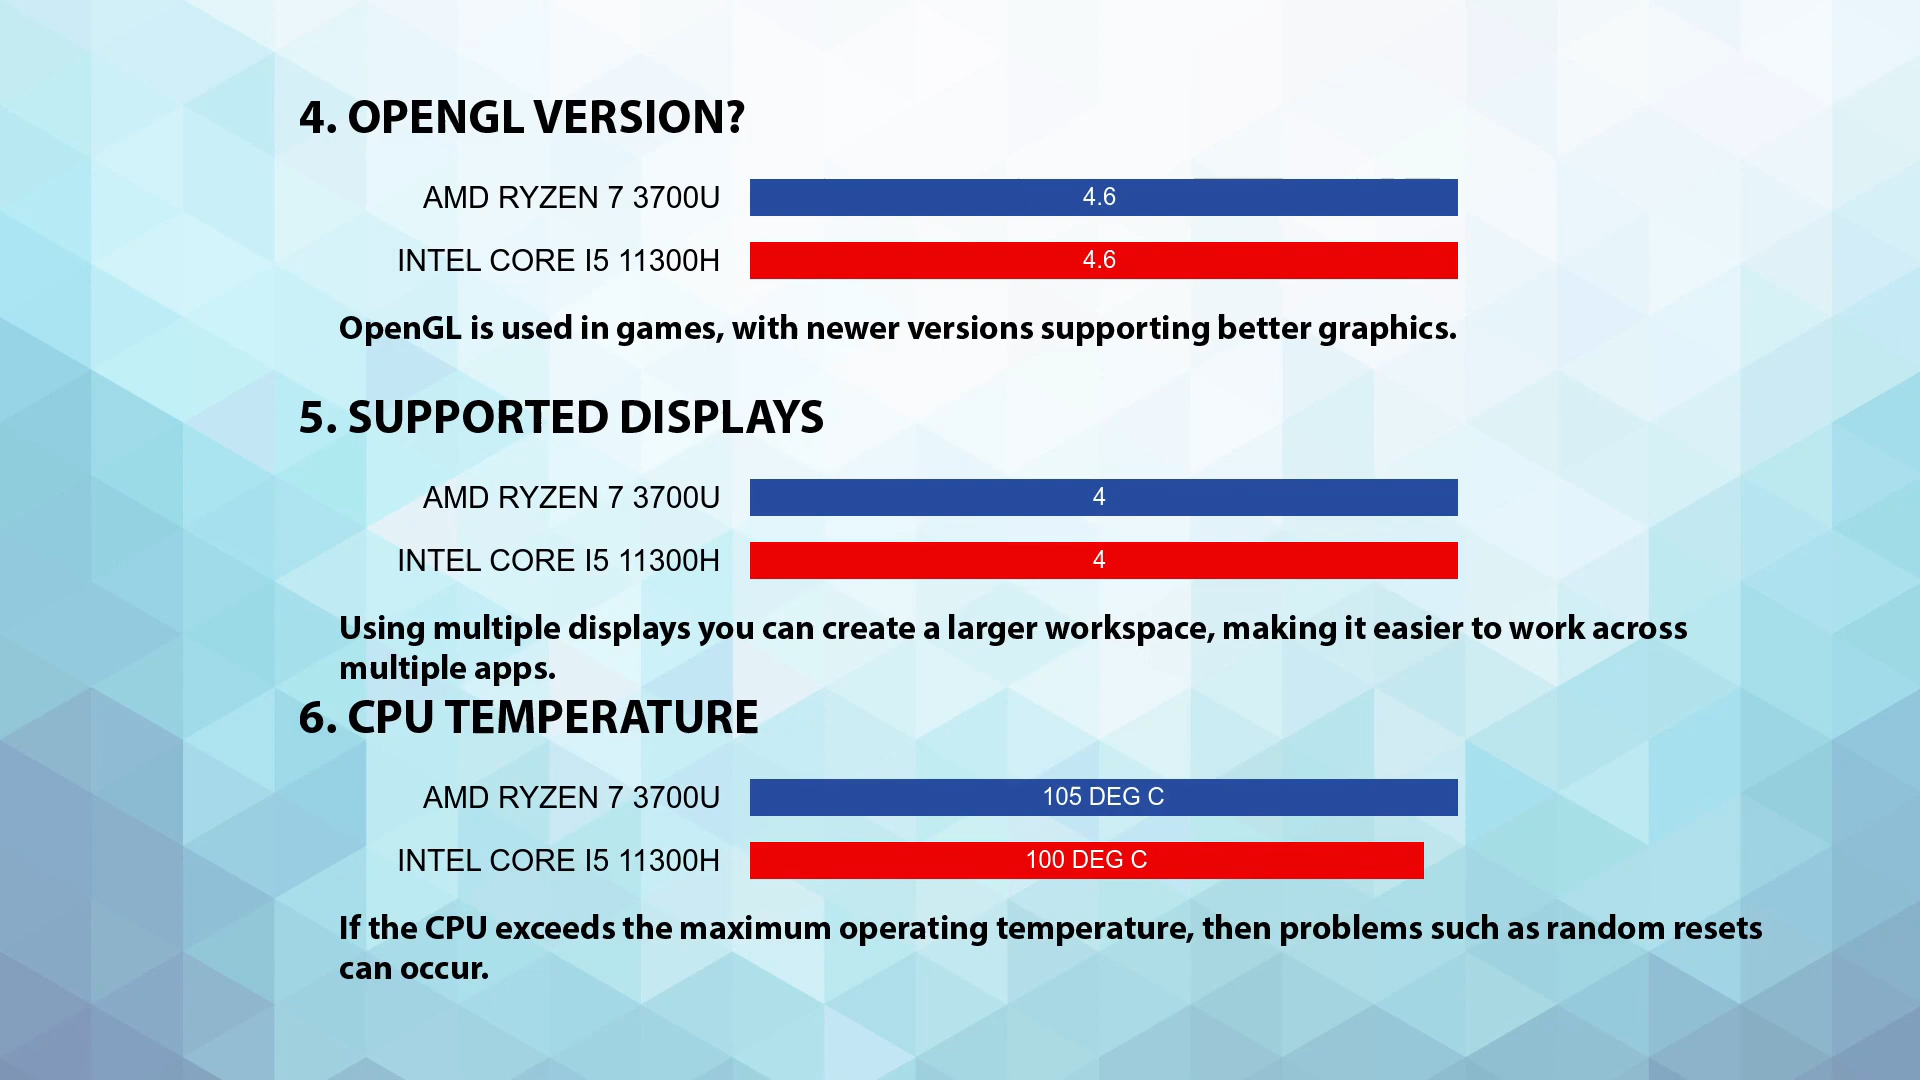 4. OPENGL VERSION?
AMD RYZEN 7 3700U
4.6
INTEL CORE I5 11300H
4.6
OpenGL is used in games, with newer versions supporting better graphics.
5. SUPPORTED DISPLAYS
AMD RYZEN 7 3700U
4
INTEL CORE I5 11300H
4
Using multiple displays you can create a larger workspace, making it easier to work across
multiple apps.
6. CPU TEMPERATURE
AMD RYZEN 7 3700U
105 DEG C
INTEL CORE I5 11300H
100 DEG C
If the CPU exceeds the maximum operating temperature, then problems such as random resets
can occur.